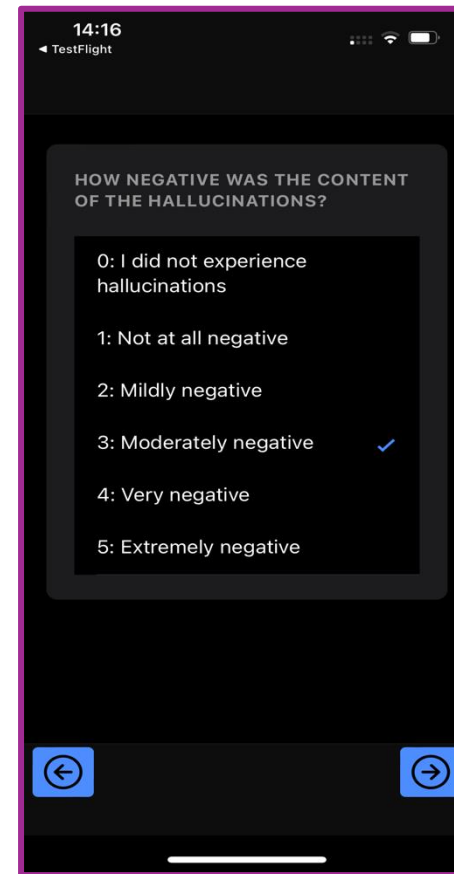 14:16
◀ TestFlight
HOW NEGATIVE WAS THE CONTENT
OF THE HALLUCINATIONS?
0: I did not experience
hallucinations
1: Not at all negative
2: Mildly negative
3: Moderately negative
4: Very negative
5: Extremely negative